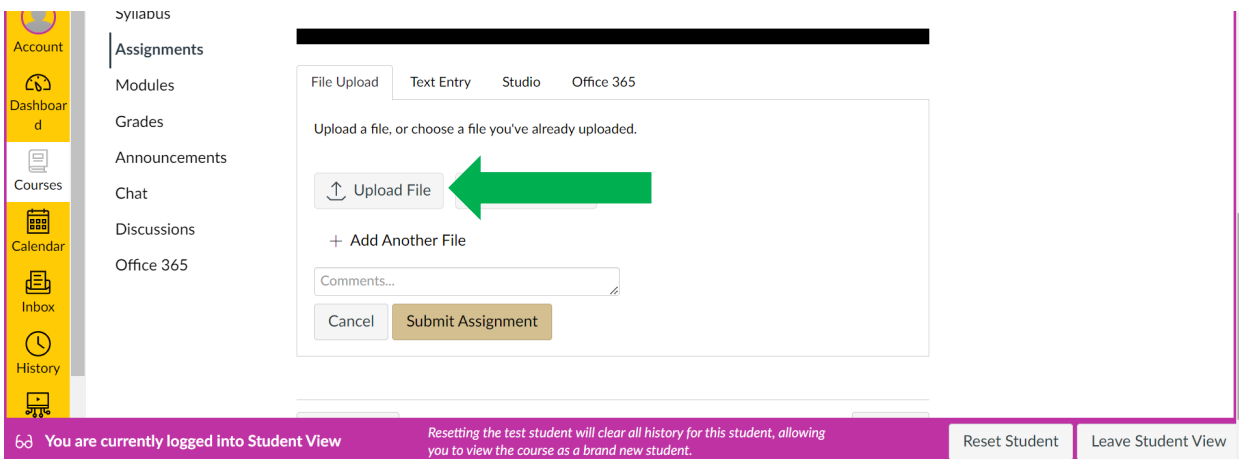 Account
Dashboar
d
Courses
Calendar
Inbox
History
Syllabus
Assignments
Modules
Grades
Announcements
Chat
Discussions
Office 365
File Upload Text Entry Studio Office 365
Upload a file, or choose a file you've already uploaded.
Upload File
+ Add Another File
Comments...
Cancel Submit Assignment
You are currently logged into Student View
Resetting the test student will clear all history for this student, allowing
you to view the course as a brand new student.
Reset Student Leave Student View